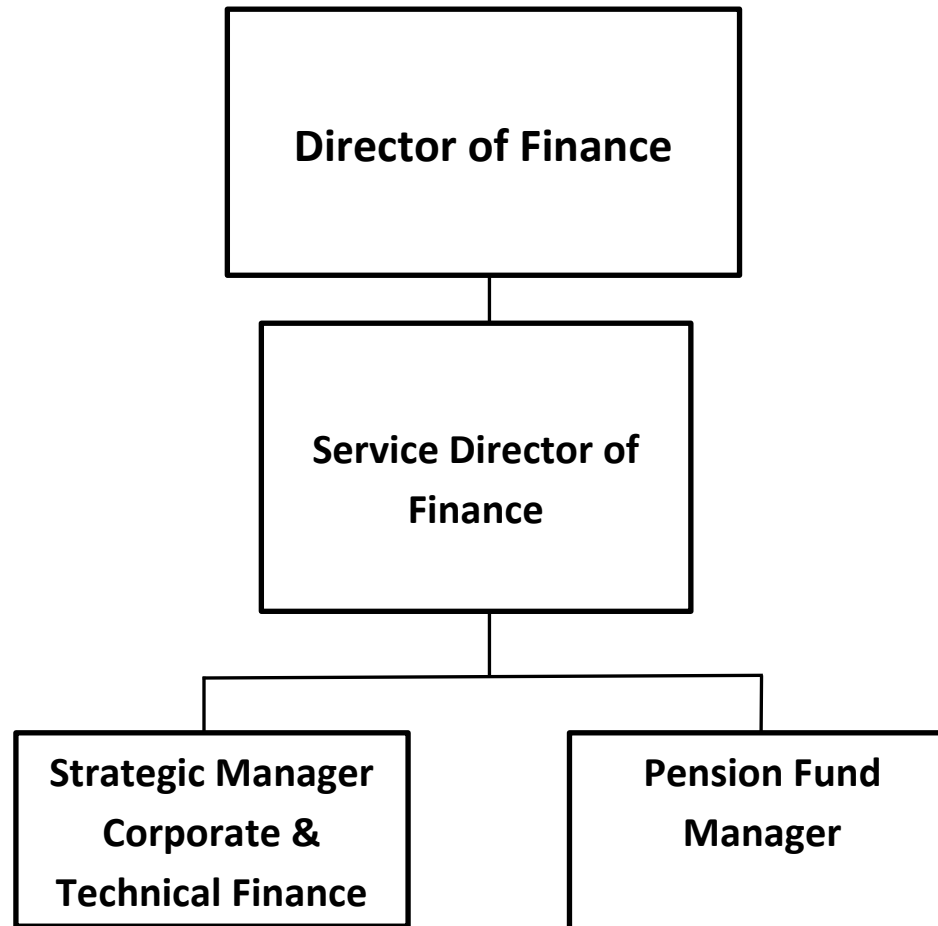 Director of Finance
Service Director of
Finance
Strategic Manager
Corporate &
Technical Finance
Pension Fund
Manager